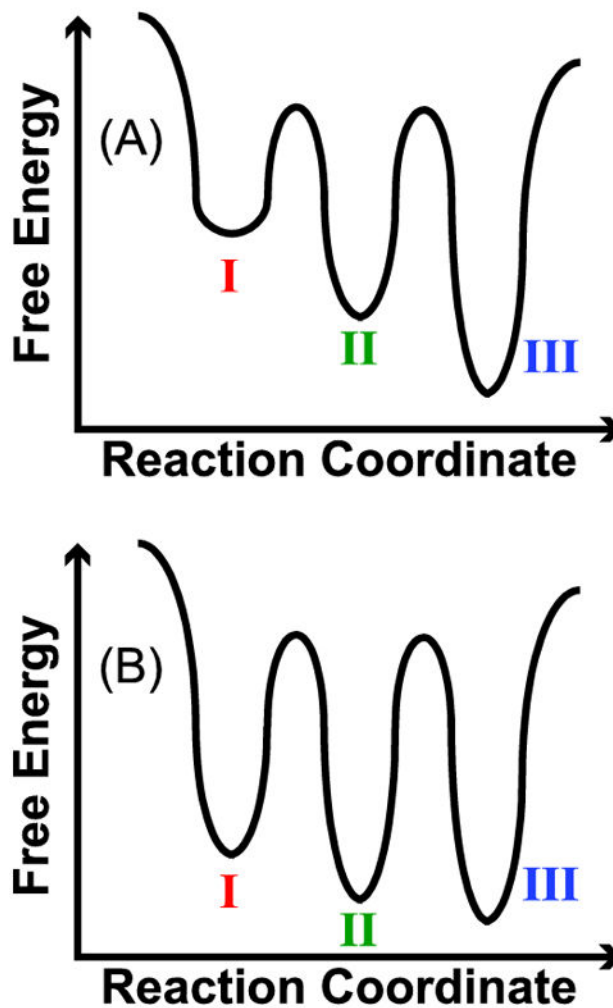 Free Energy
(A)
I
II
III
Reaction Coordinate
Free Energy
(B)
I
II
III
Reaction Coordinate